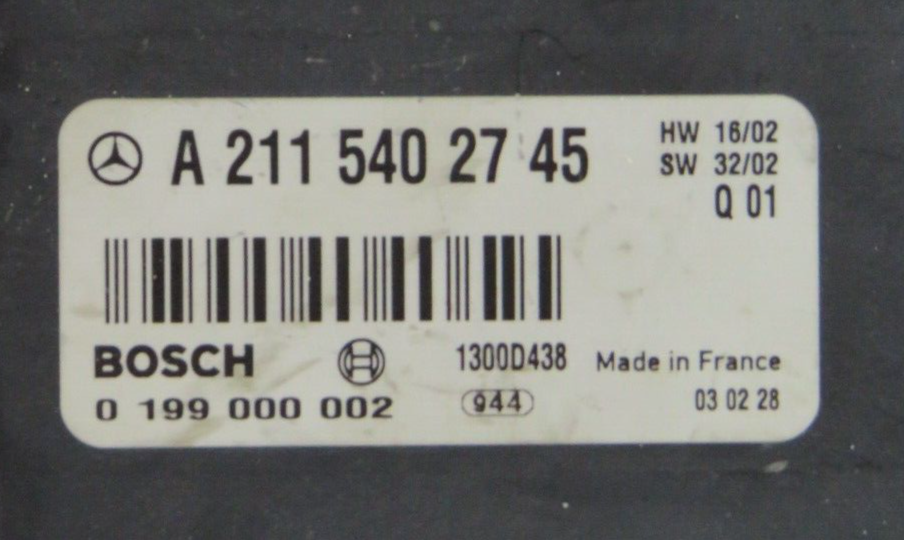 A 211 540 27 45
HW 16/02
SW 32/02
Q 01
BOSCH
1300D438
Made in France
0 199 000 002
944
03 02 28